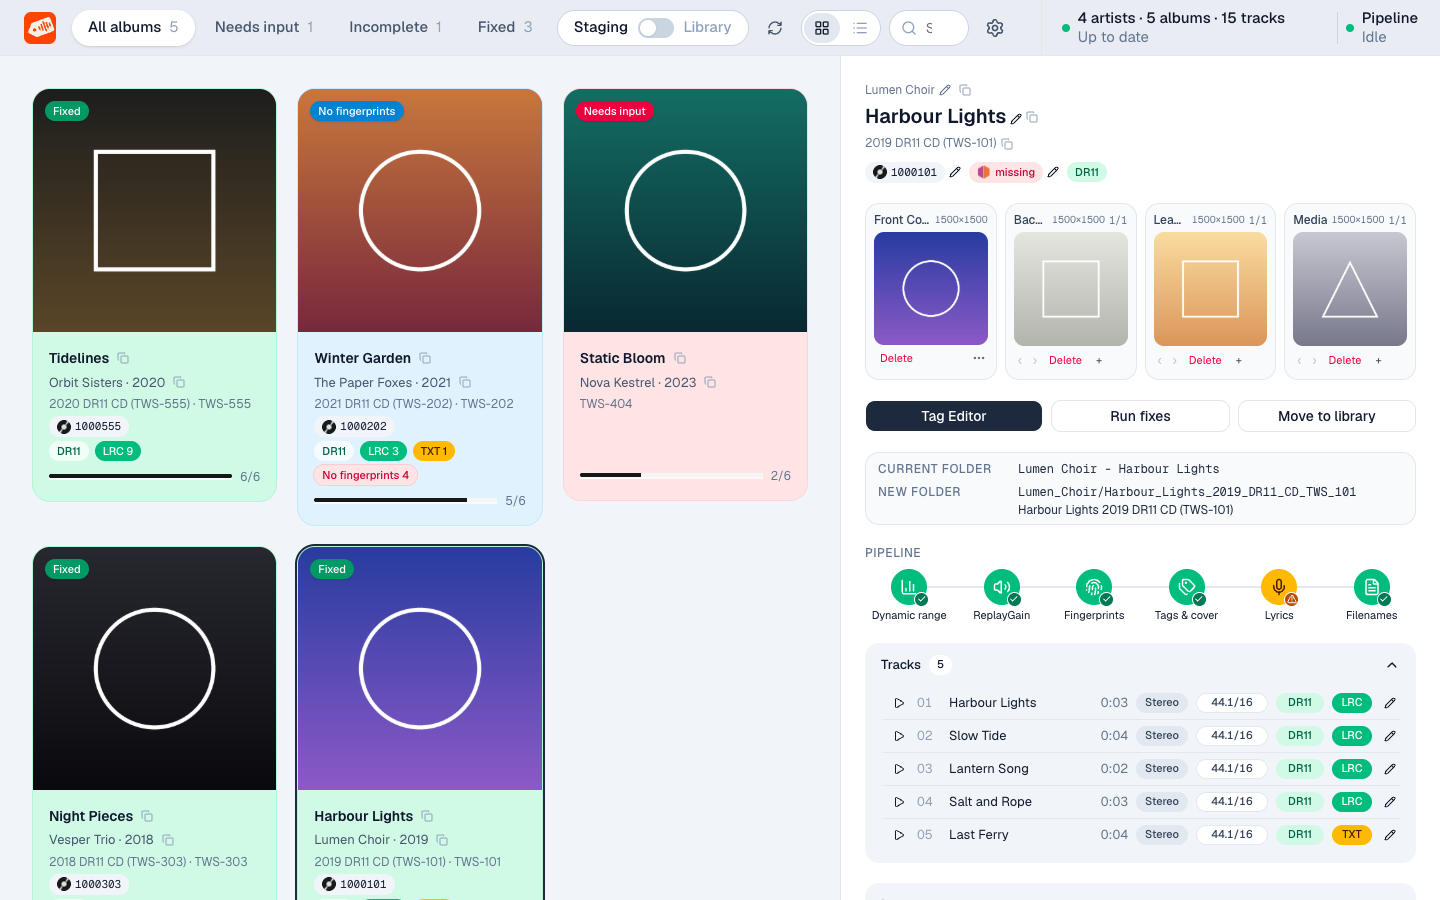 All albums 5
Needs input 1
Incomplete 1
Fixed 3
Staging
Library
4 artists · 5 albums · 15 tracks
Up to date
Pipeline
Idle
Fixed
Tidelines
Orbit Sisters · 2020
2020 DR11 CD (TWS-555) · TWS-555
1000555
DR11 LRC 9
6/6
No fingerprints
Winter Garden
The Paper Foxes · 2021
2021 DR11 CD (TWS-202) · TWS-202
1000202
DR11 LRC 3 TXT 1
No fingerprints 4
5/6
Needs input
Static Bloom
Nova Kestrel · 2023
TWS-404
2/6
Fixed
Night Pieces
Vesper Trio · 2018
2018 DR11 CD (TWS-303) · TWS-303
1000303
Fixed
Harbour Lights
Lumen Choir · 2019
2019 DR11 CD (TWS-101) · TWS-101
1000101
Lumen Choir
Harbour Lights
2019 DR11 CD (TWS-101)
1000101 missing DR11
Front Co... 1500×1500
Delete
Bac... 1500×1500 1/1
‹ › Delete +
Lea... 1500×1500 1/1
‹ › Delete +
Media 1500×1500 1/1
‹ › Delete +
Tag Editor
Run fixes
Move to library
CURRENT FOLDER Lumen Choir - Harbour Lights
NEW FOLDER Lumen_Choir/Harbour_Lights_2019_DR11_CD_TWS_101
Harbour Lights 2019 DR11 CD (TWS-101)
PIPELINE
Dynamic range
ReplayGain
Fingerprints
Tags & cover
Lyrics
Filenames
Tracks 5
01 Harbour Lights 0:03 Stereo 44.1/16 DR11 LRC
02 Slow Tide 0:04 Stereo 44.1/16 DR11 LRC
03 Lantern Song 0:02 Stereo 44.1/16 DR11 LRC
04 Salt and Rope 0:03 Stereo 44.1/16 DR11 LRC
05 Last Ferry 0:04 Stereo 44.1/16 DR11 TXT